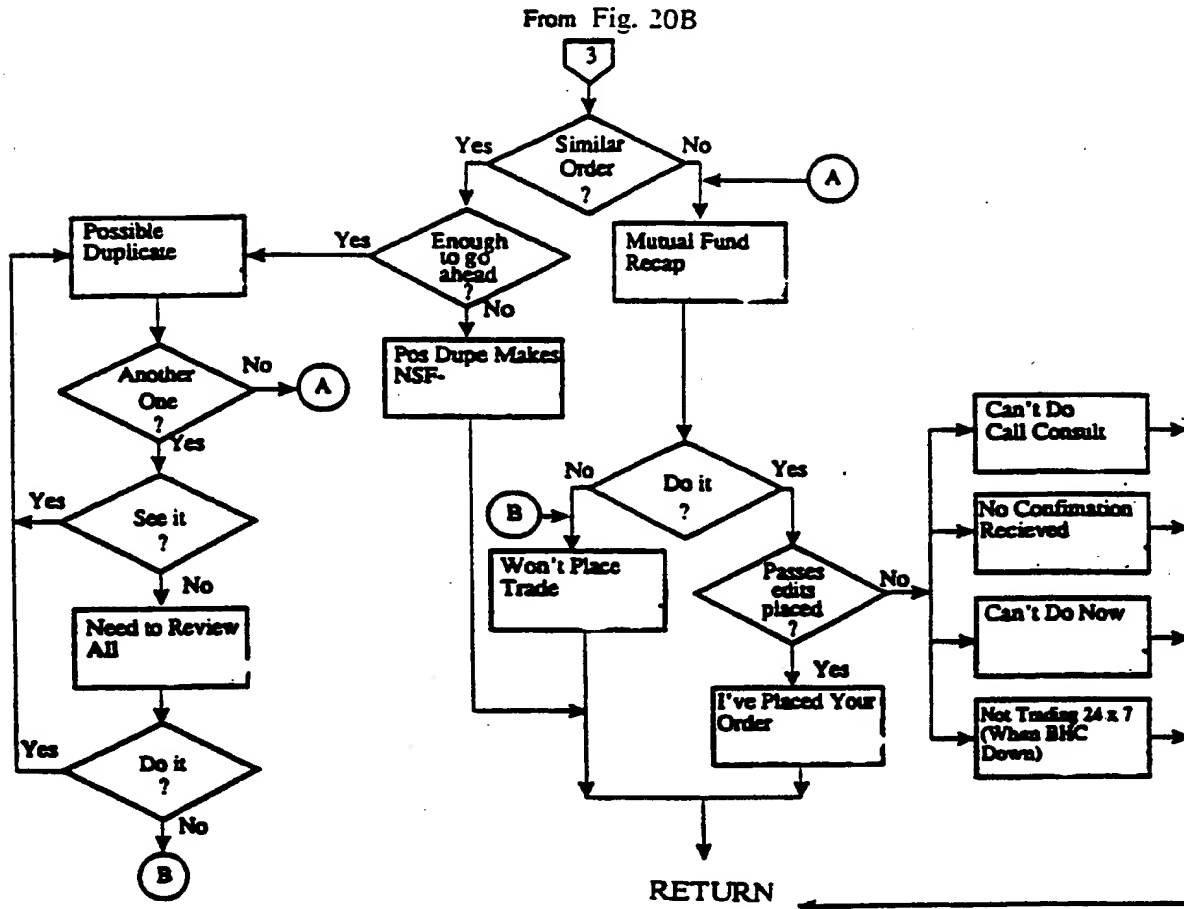 From Fig. 20B
3
Yes
Similar
Order
?
No
A
Possible
Duplicate
Yes
Enough
to go
ahead
?
No
Mutual Fund
Recap
Pos Dupe Makes
NSF-
Another
One
?
No
A
Yes
Can't Do
Call Consult
No
Do it
?
Yes
Yes
See it
?
No
B
No Confimation
Recieved
Won't Place
Trade
Passes
edits
placed
?
No
Need to Review
All
Can't Do Now
Yes
I've Placed Your
Order
Not Trading 24 x 7
(When BHC
Down)
Yes
Do it
?
No
B
RETURN